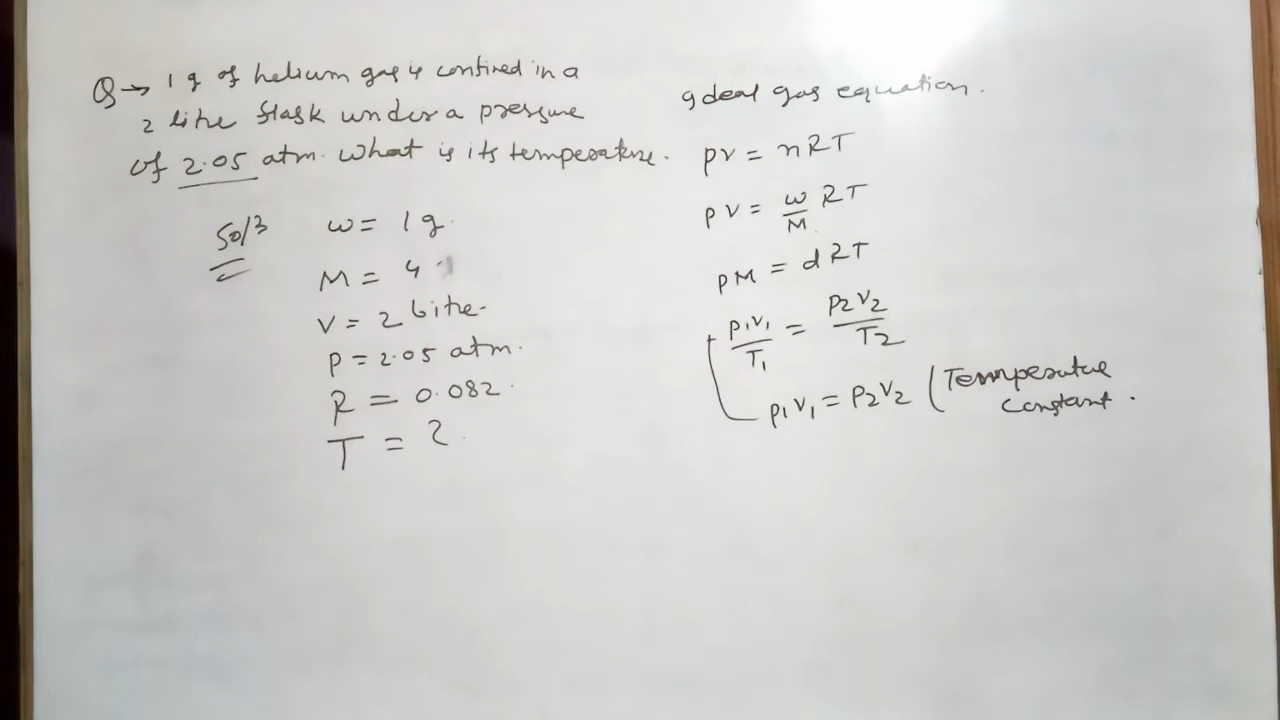 Q → 1 g of helium gas is confined in a
2 litre flask under a pressure
of 2.05 atm. What is its temperature.
Sol
w = 1 g.
M = 4
V = 2 Litre.
P = 2.05 atm.
R = 0.082.
T = ?
Ideal gas equation.
PV = nRT
PV = w/M RT
PM = dRT
P₁V₁/T₁ = P₂V₂/T₂
P₁V₁ = P₂V₂ (Temperature
constant.